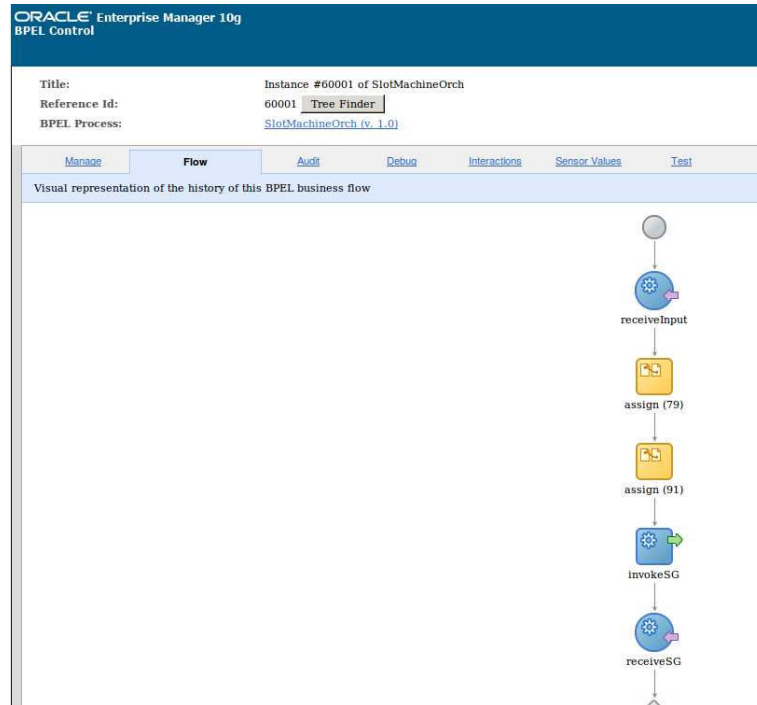 ORACLE Enterprise Manager 10g
BPEL Control
Title: Instance #60001 of SlotMachineOrch
Reference Id: 60001 Tree Finder
BPEL Process: SlotMachineOrch (v. 1.0)
Manage Flow Audit Debug Interactions Sensor Values Test
Visual representation of the history of this BPEL business flow
receiveInput
assign (79)
assign (91)
invokeSG
receiveSG